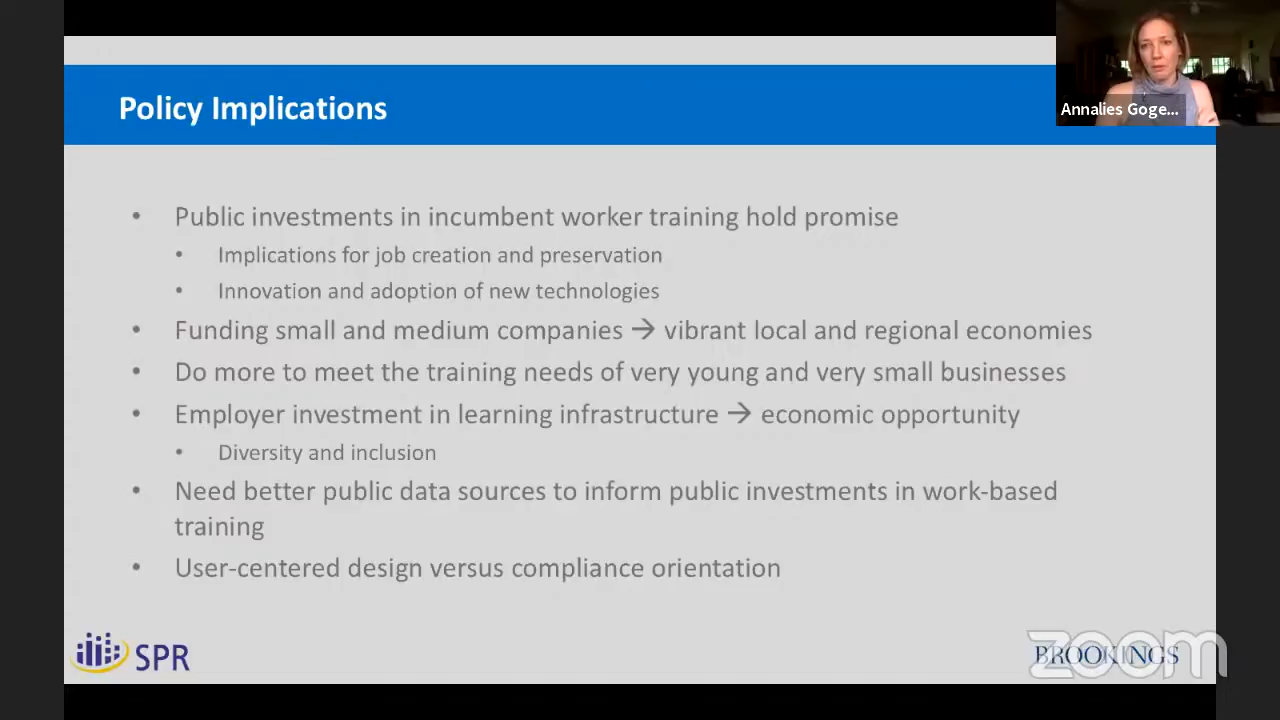 Policy Implications
Annalies Goge...
• Public investments in incumbent worker training hold promise
• Implications for job creation and preservation
• Innovation and adoption of new technologies
• Funding small and medium companies → vibrant local and regional economies
• Do more to meet the training needs of very young and very small businesses
• Employer investment in learning infrastructure → economic opportunity
• Diversity and inclusion
• Need better public data sources to inform public investments in work-based
training
• User-centered design versus compliance orientation
SPR
BROOKINGS
zoom